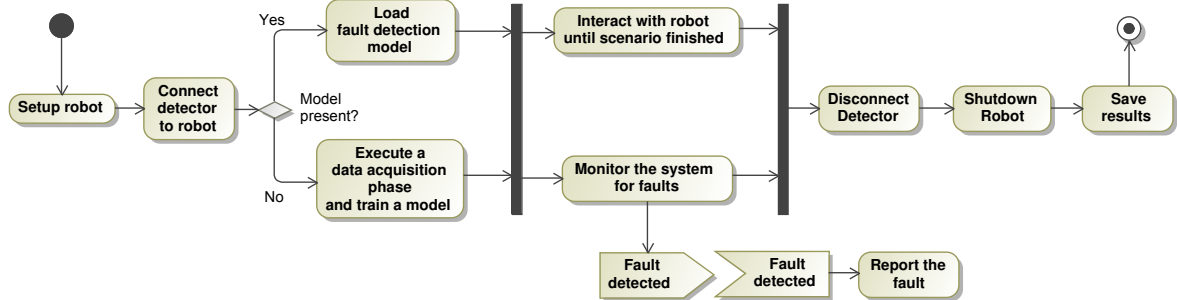 Setup robot
Connect
detector
to robot
Yes
Model
present?
No
Load
fault detection
model
Execute a
data acquisition
phase
and train a model
Interact with robot
until scenario finished
Monitor the system
for faults
Fault
detected
Fault
detected
Report the
fault
Disconnect
Detector
Shutdown
Robot
Save
results